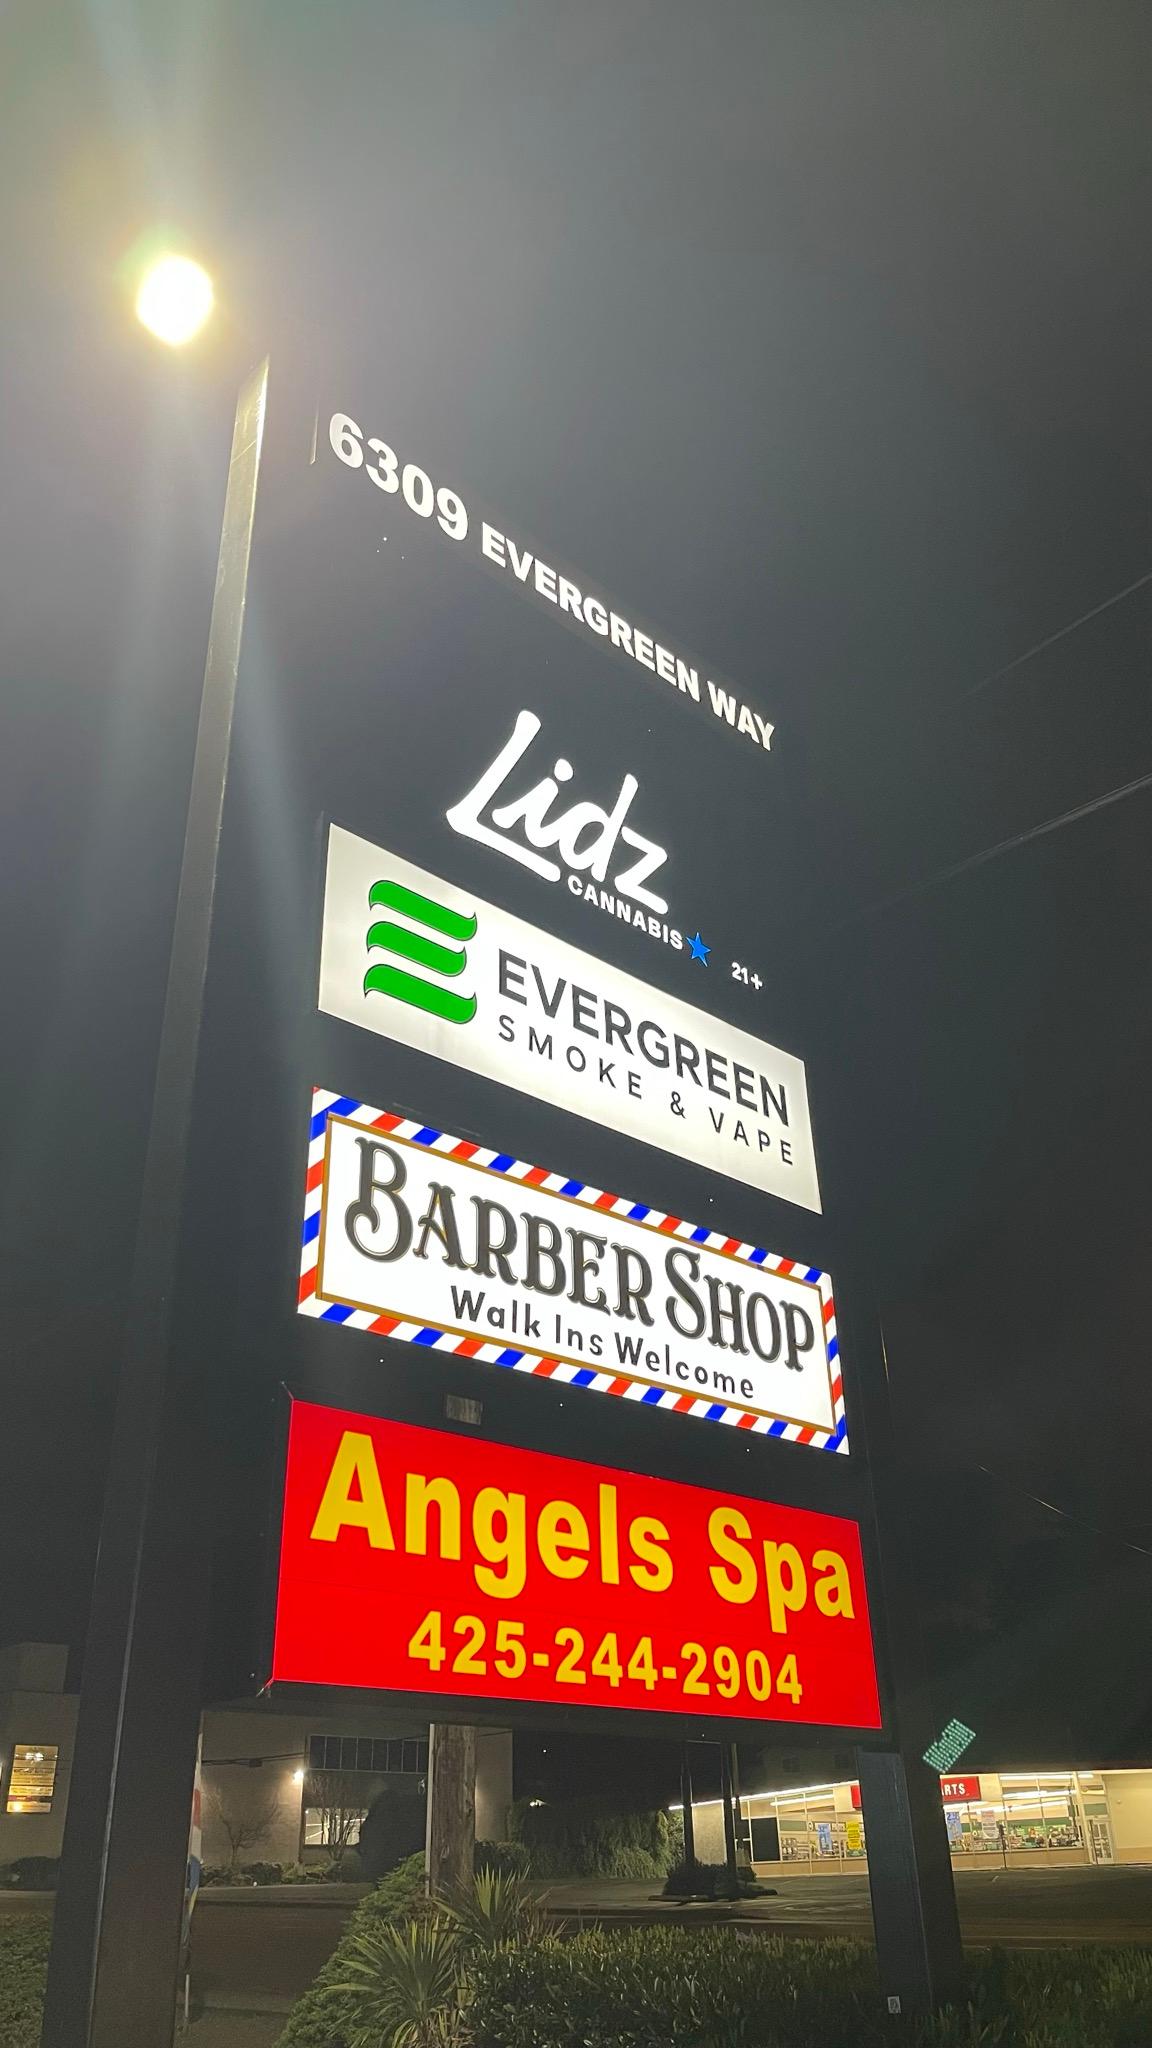 6309 EVERGREEN WAY
Lidz
CANNABIS
21+
EVERGREEN
SMOKE & VAPE
BARBER SHOP
Walk Ins Welcome
Angels Spa
425-244-2904
ARTS